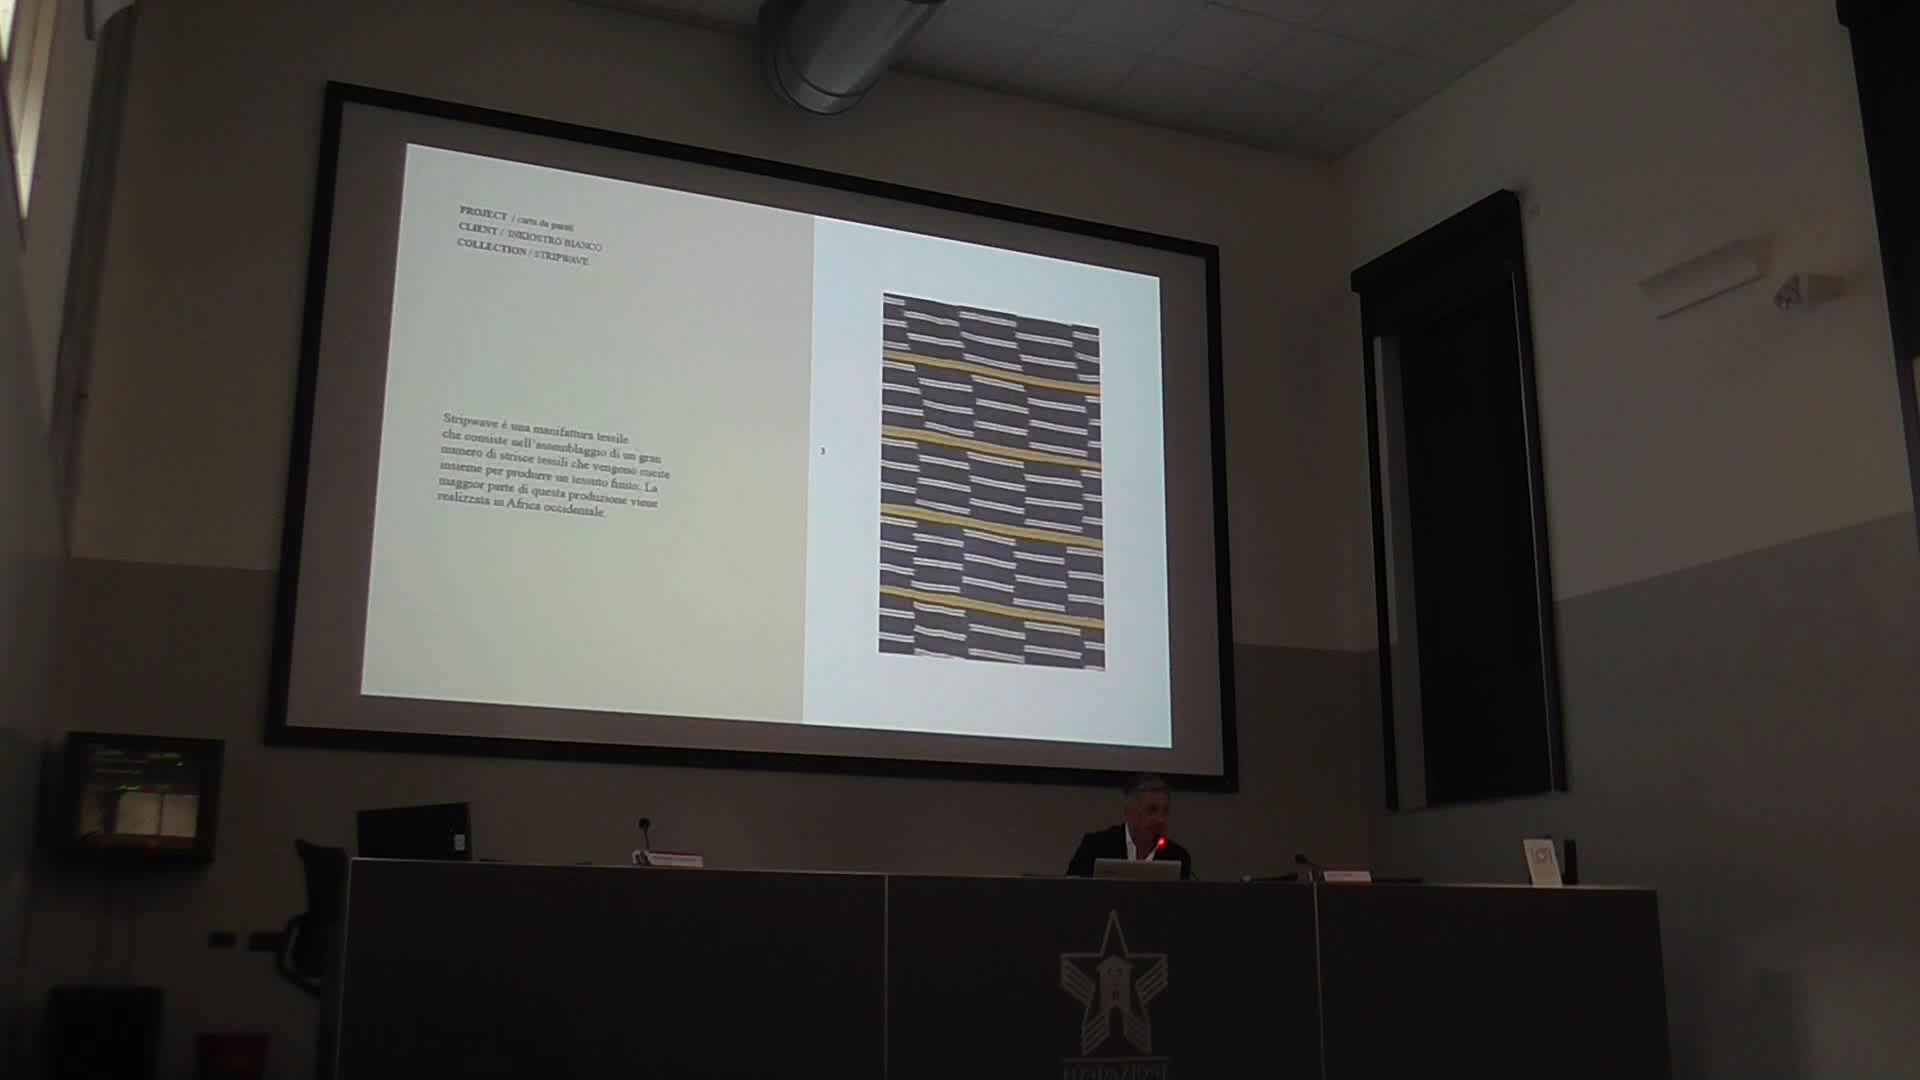 PROJECT / carta da parati
CLIENT / INKIOSTRO BIANCO
COLLECTION / STRIPWAVE
Stripwave è una manifattura tessile
che consiste nell'assemblaggio di un gran
numero di strisce tessili che vengono cucite
insieme per produrre un tessuto finito. La
maggior parte di questa produzione viene
realizzata in Africa occidentale.
3